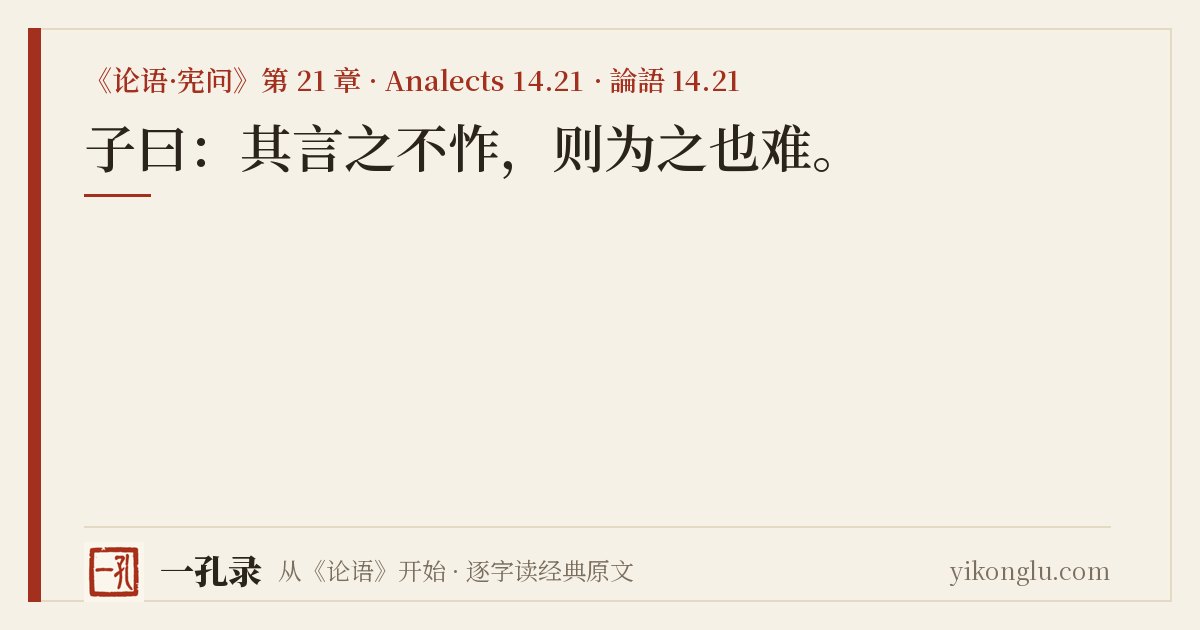 《论语·宪问》第 21 章 · Analects 14.21 · 論語 14.21
子曰：其言之不怍，则为之也难。
一孔
一孔录 从《论语》开始 · 逐字读经典原文 yikonglu.com